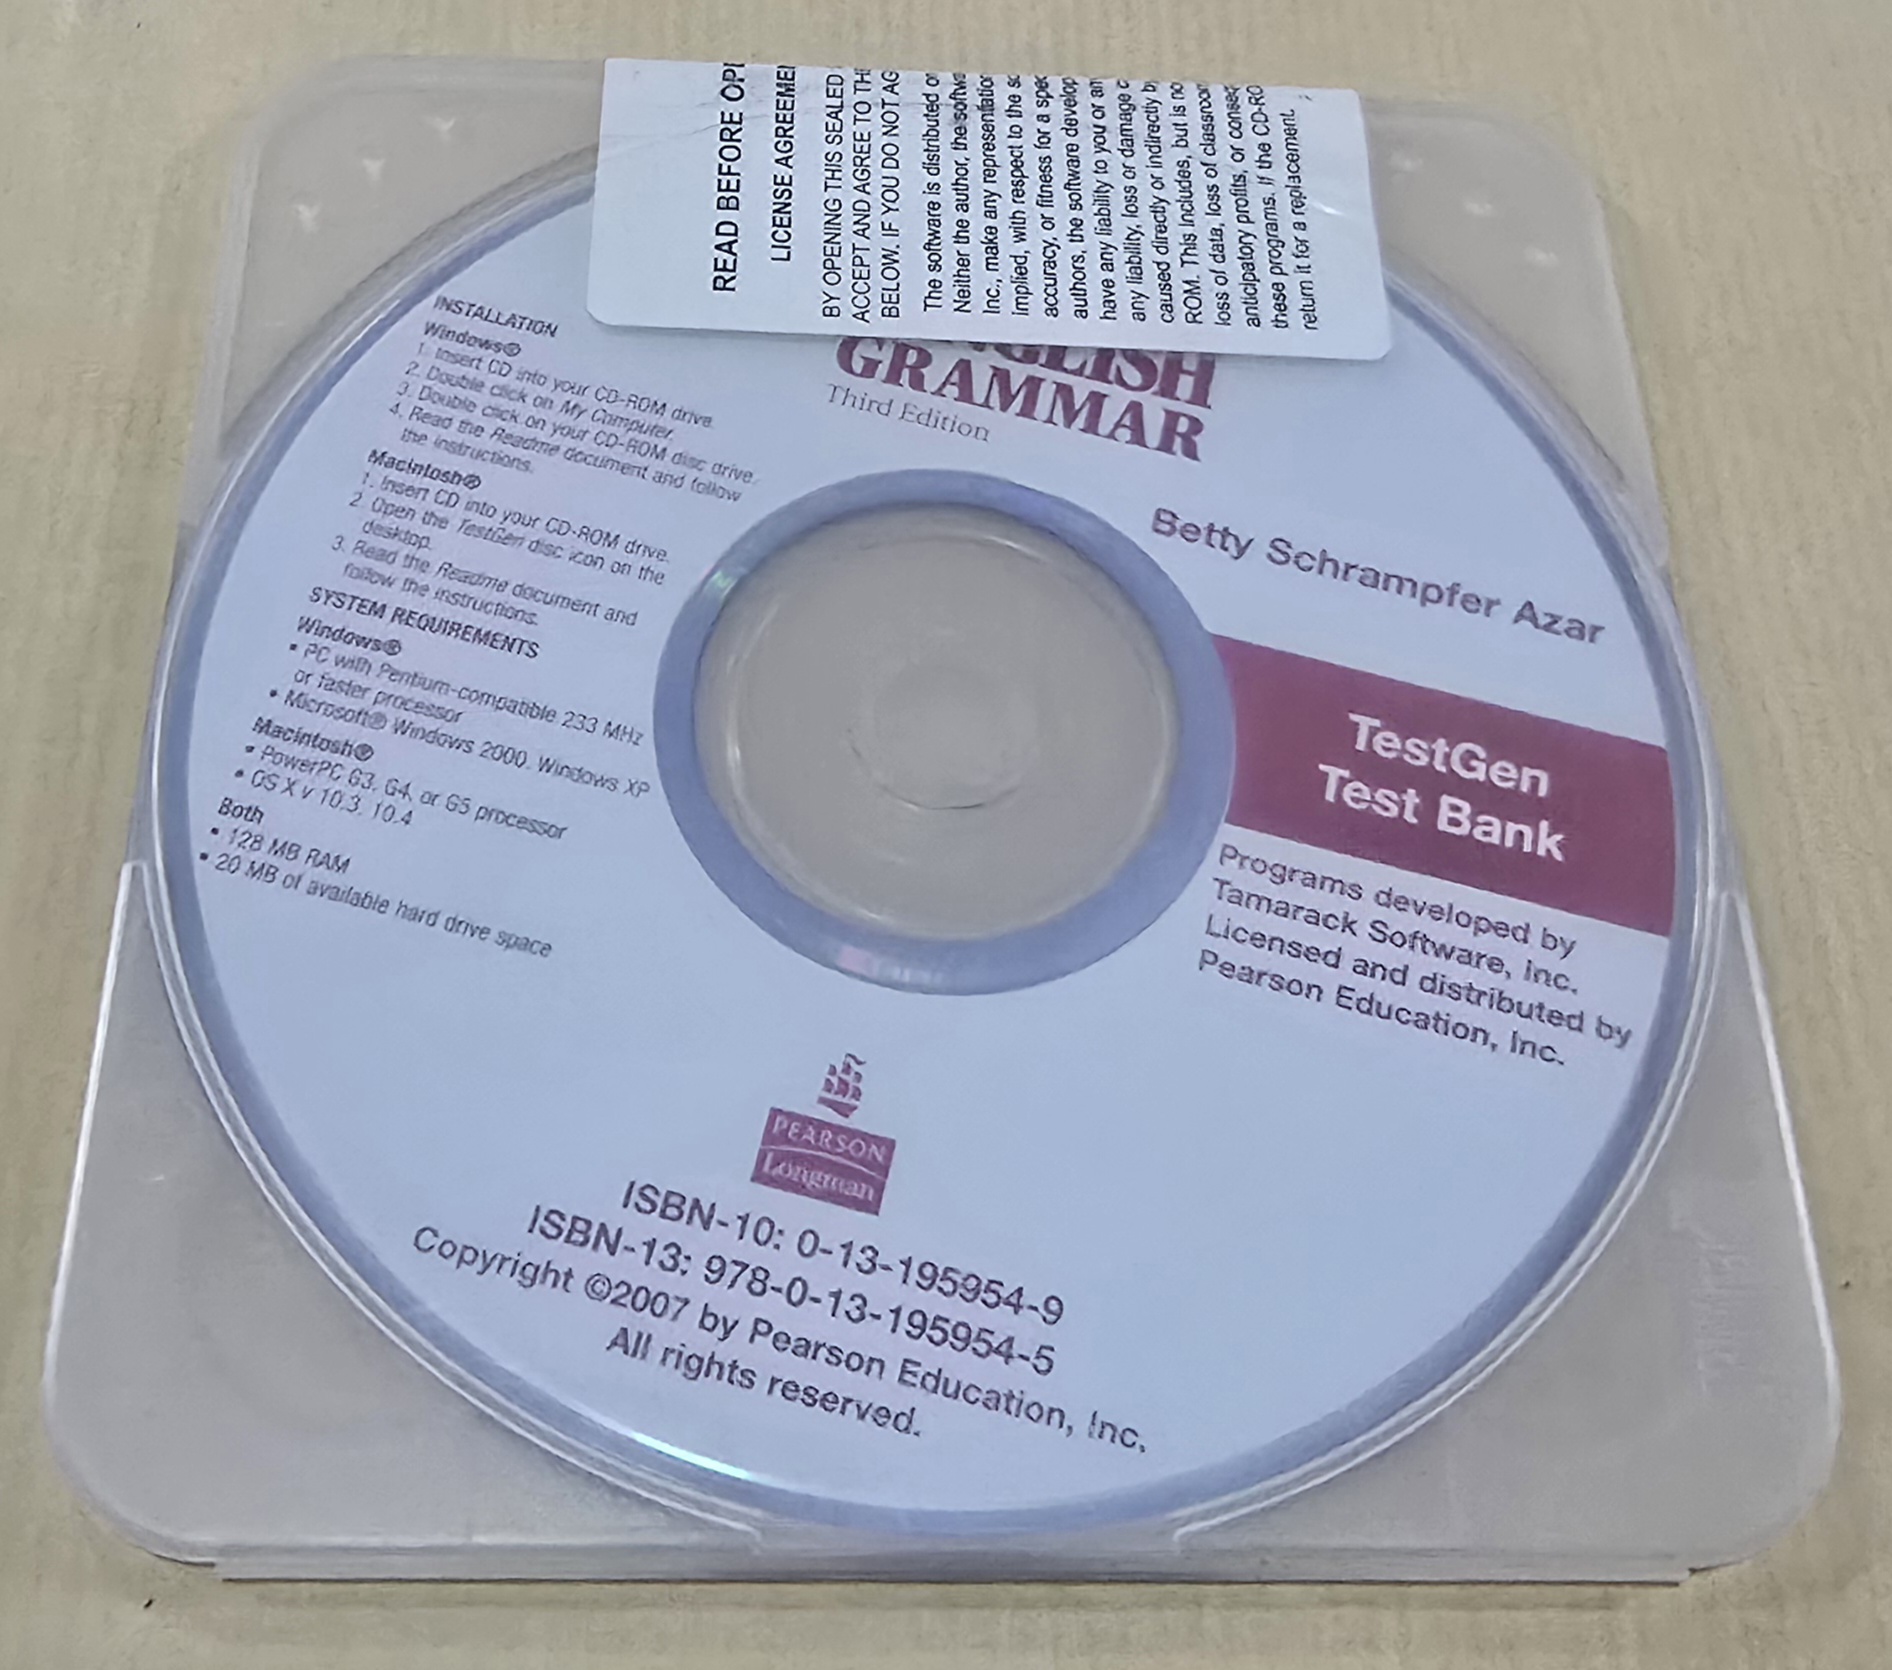 READ BEFORE OP
LICENSE AGREEME
BY OPENING THIS SEALED
ACCEPT AND AGREE TO TH
BELOW. IF YOU DO NOT AG
The software is distributed
Neither the author, the softw
Inc., make any representatio
implied, with respect to the
accuracy, or fitness for a spe
authors, the software develop
have any liability to you or an
any liability, loss or damage
caused directly or indirectly b
ROM. This includes, but is no
loss of data, loss of classroo
anticipatory profits, or conse
these programs. If the CD-RO
return it for a replacement.
GLISH
GRAMMAR
Third Edition
Betty Schrampfer Azar
TestGen
Test Bank
Programs developed by
Tamarack Software, Inc.
Licensed and distributed by
Pearson Education, Inc.
INSTALLATION
Windows®
1. Insert CD into your CD-ROM drive.
2. Double click on My Computer.
3. Double click on your CD-ROM disc drive.
4. Read the Readme document and follow
the instructions.
Macintosh®
1. Insert CD into your CD-ROM drive.
2. Open the TestGen disc icon on the
desktop.
3. Read the Readme document and
follow the instructions.
SYSTEM REQUIREMENTS
Windows®
• PC with Pentium-compatible 233 MHz
or faster processor
• Microsoft® Windows 2000, Windows XP
Macintosh®
• PowerPC G3, G4, or G5 processor
• OS X v 10.3, 10.4
Both
• 128 MB RAM
• 20 MB of available hard drive space
PEARSON
Longman
ISBN-10: 0-13-195954-9
ISBN-13: 978-0-13-195954-5
Copyright ©2007 by Pearson Education, Inc.
All rights reserved.